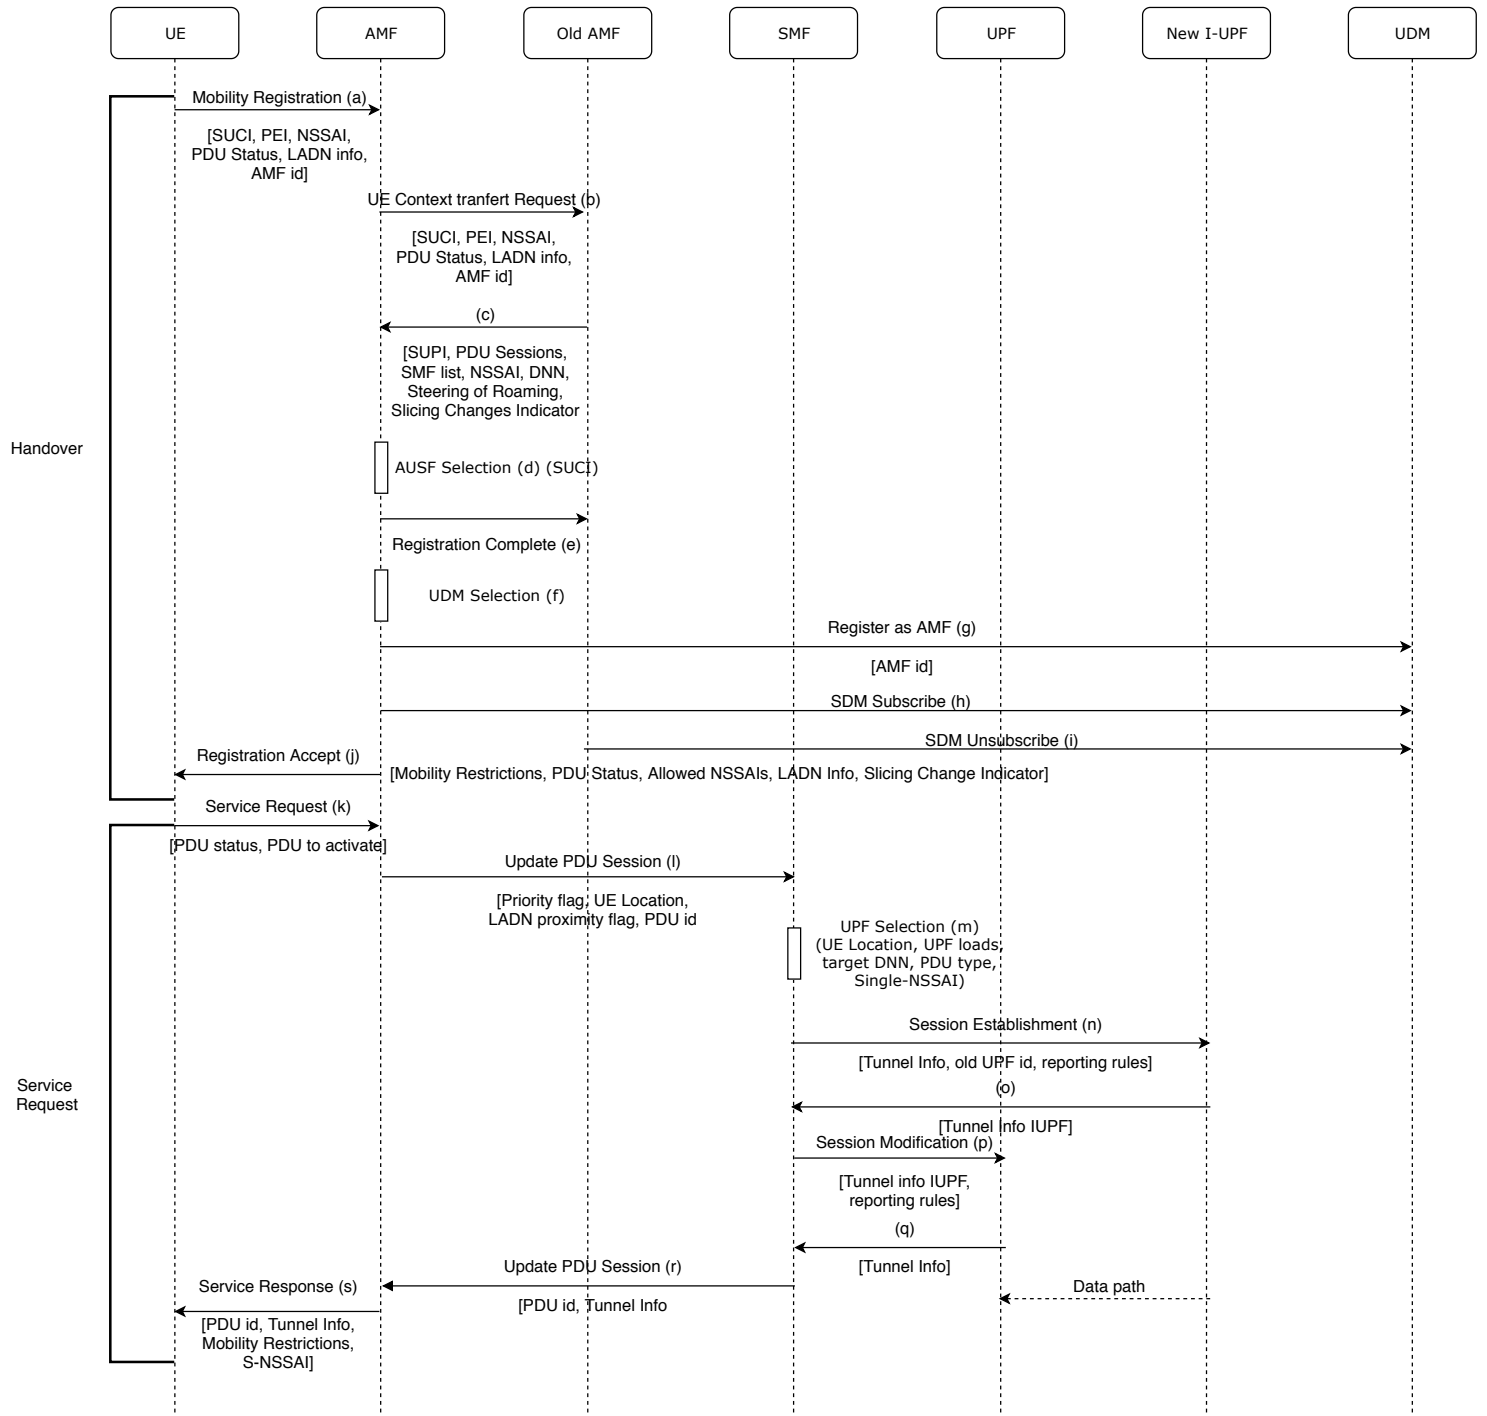 UE
AMF
Old AMF
SMF
UPF
New I-UPF
UDM
Mobility Registration (a)
[SUCI, PEI, NSSAI,
PDU Status, LADN info,
AMF id]
UE Context tranfert Request (b)
[SUCI, PEI, NSSAI,
PDU Status, LADN info,
AMF id]
(c)
[SUPI, PDU Sessions,
SMF list, NSSAI, DNN,
Steering of Roaming,
Slicing Changes Indicator
Handover
AUSF Selection (d) (SUCI)
Registration Complete (e)
UDM Selection (f)
Register as AMF (g)
[AMF id]
SDM Subscribe (h)
SDM Unsubscribe (i)
Registration Accept (j)
[Mobility Restrictions, PDU Status, Allowed NSSAIs, LADN Info, Slicing Change Indicator]
Service Request (k)
[PDU status, PDU to activate]
Update PDU Session (l)
[Priority flag, UE Location,
LADN proximity flag, PDU id
UPF Selection (m)
(UE Location, UPF loads,
target DNN, PDU type,
Single-NSSAI)
Session Establishment (n)
[Tunnel Info, old UPF id, reporting rules]
Service
Request
(o)
[Tunnel Info IUPF]
Session Modification (p)
[Tunnel info IUPF,
reporting rules]
(q)
[Tunnel Info]
Update PDU Session (r)
[PDU id, Tunnel Info
Data path
Service Response (s)
[PDU id, Tunnel Info,
Mobility Restrictions,
S-NSSAI]